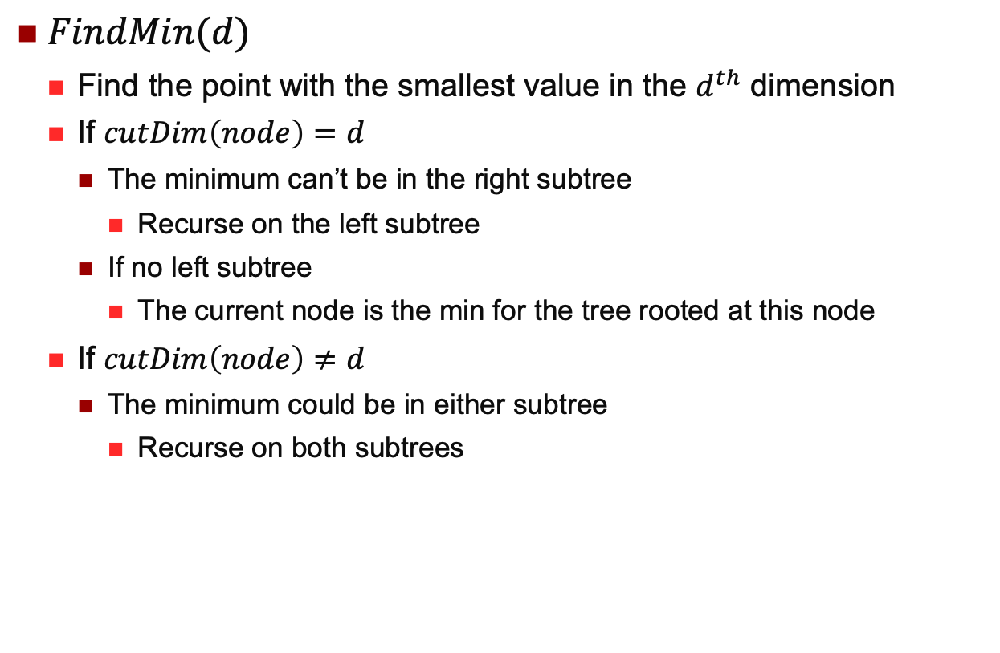 FindMin(d)
Find the point with the smallest value in the dᵗʰ dimension
If cutDim(node) = d
The minimum can’t be in the right subtree
Recurse on the left subtree
If no left subtree
The current node is the min for the tree rooted at this node
If cutDim(node) ≠ d
The minimum could be in either subtree
Recurse on both subtrees